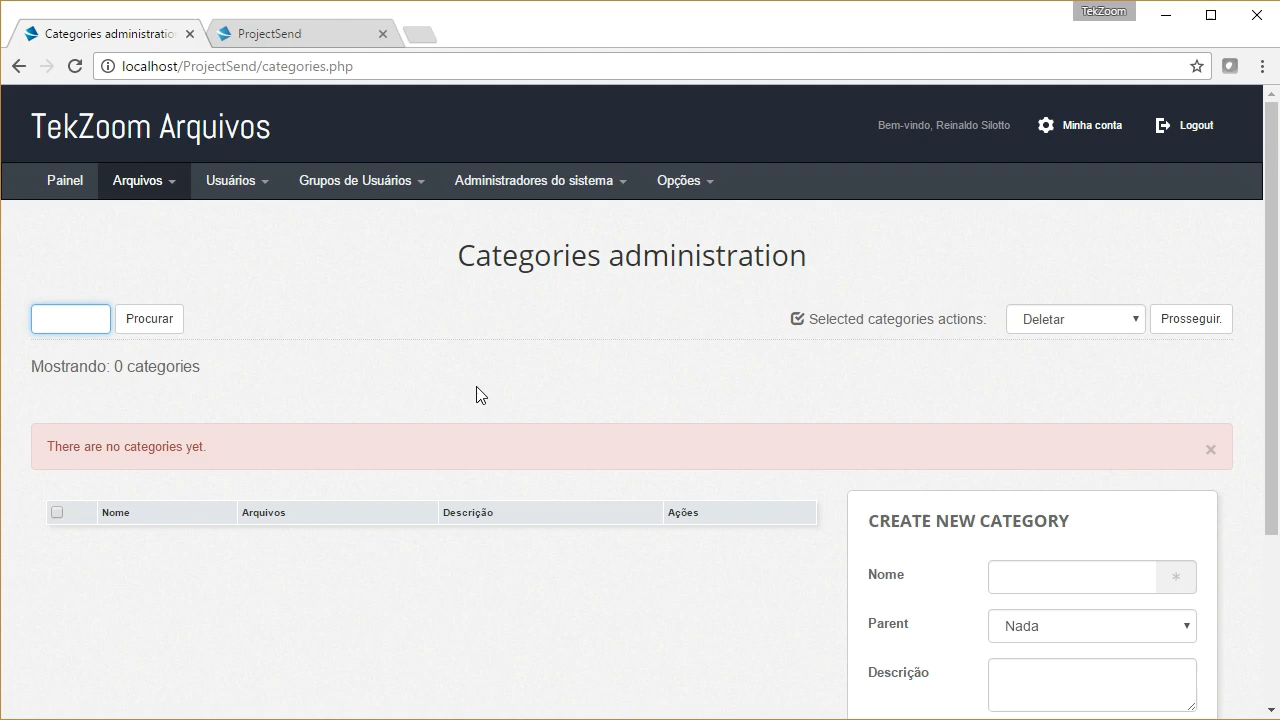 TekZoom
Categories administratio
ProjectSend
localhost/ProjectSend/categories.php
TekZoom Arquivos
Bem-vindo, Reinaldo Silotto
Minha conta
Logout
Painel
Arquivos
Usuários
Grupos de Usuários
Administradores do sistema
Opções
Categories administration
Procurar
Selected categories actions:
Deletar
Prosseguir.
Mostrando: 0 categories
There are no categories yet.
Nome
Arquivos
Descrição
Ações
CREATE NEW CATEGORY
Nome
*
Parent
Nada
Descrição